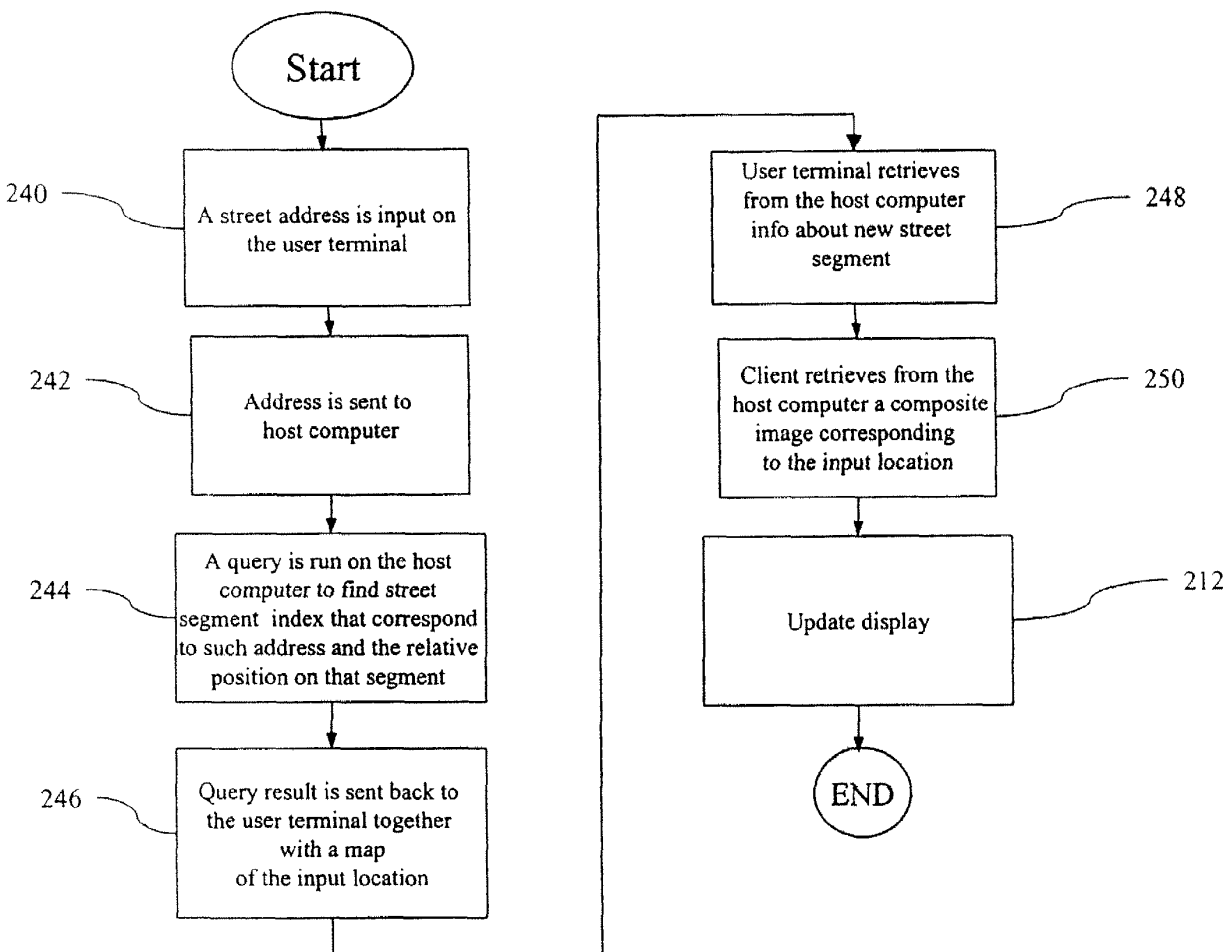 Start
240
A street address is input on
the user terminal
242
Address is sent to
host computer
244
A query is run on the host
computer to find street
segment index that correspond
to such address and the relative
position on that segment
246
Query result is sent back to
the user terminal together
with a map
of the input location
User terminal retrieves
from the host computer
info about new street
segment
248
Client retrieves from the
host computer a composite
image corresponding
to the input location
250
Update display
212
END